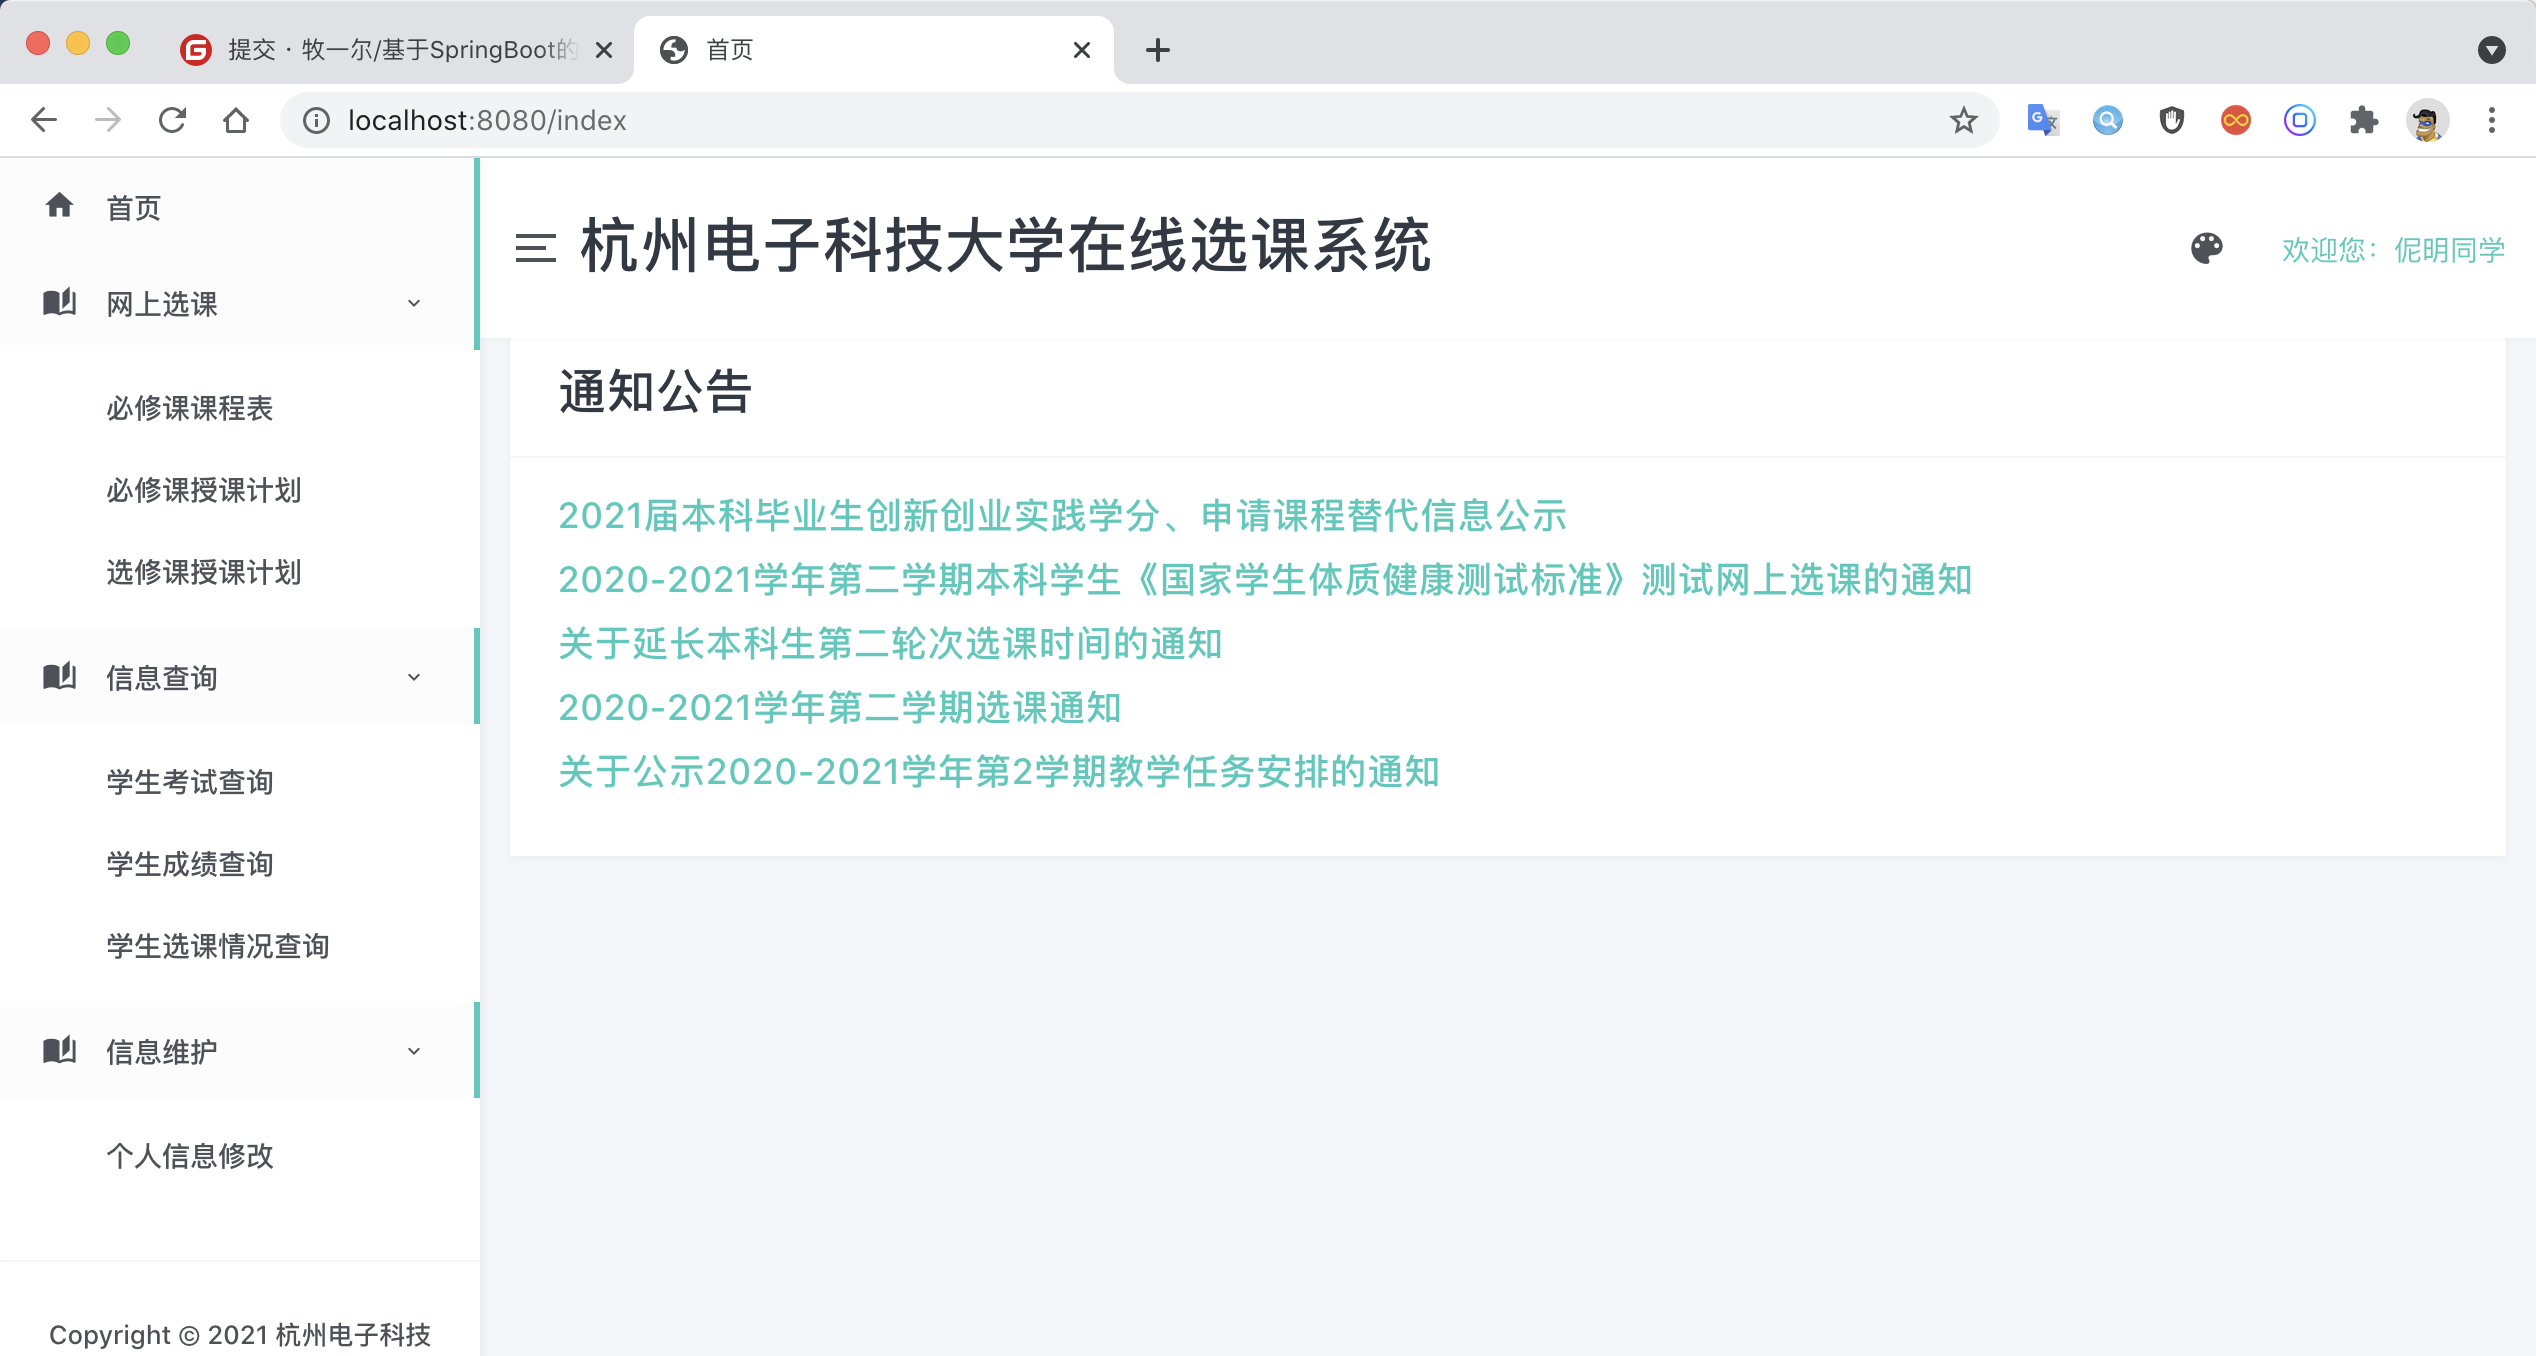 提交 · 牧一尔/基于SpringBoot的
首页
localhost:8080/index
首页
网上选课
必修课课程表
必修课授课计划
选修课授课计划
信息查询
学生考试查询
学生成绩查询
学生选课情况查询
信息维护
个人信息修改
Copyright © 2021 杭州电子科技
杭州电子科技大学在线选课系统
欢迎您：伲明同学
通知公告
2021届本科毕业生创新创业实践学分、申请课程替代信息公示
2020-2021学年第二学期本科学生《国家学生体质健康测试标准》测试网上选课的通知
关于延长本科生第二轮次选课时间的通知
2020-2021学年第二学期选课通知
关于公示2020-2021学年第2学期教学任务安排的通知